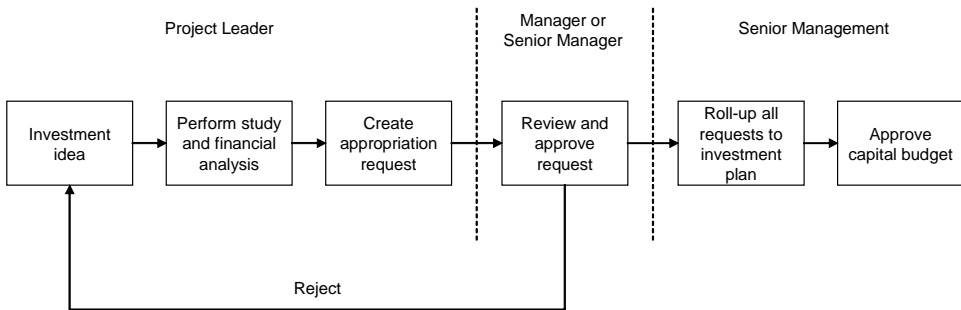 Project Leader
Manager or
Senior Manager
Senior Management
Investment
idea
Perform study
and financial
analysis
Create
appropriation
request
Review and
approve
request
Roll-up all
requests to
investment
plan
Approve
capital budget
Reject